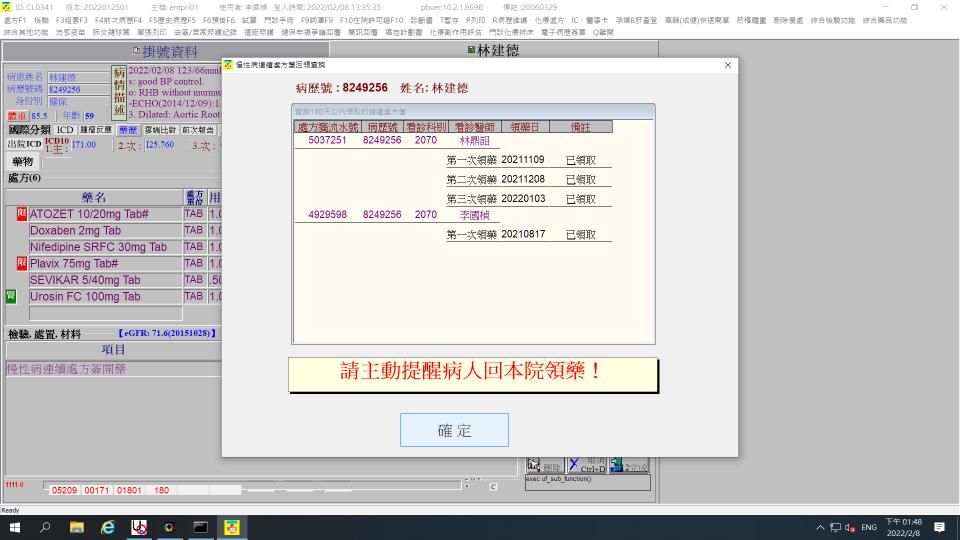 ID: CL0341 版本: 2022012501 主機: entpri01 使用者: 李國楨 登入時間: 2022/02/08 13:35:35 pbver:10.2.1.9696 備註:20060329
處方F1 檢驗 F3組套F3 F4前次病歷F4 F5歷史病歷F5 F6預掛F6 試算 門診手術 F9詞庫F9 F10住院許可證F10 診斷書 T暫存 P列印 R病歷維護 化療處方 IC、醫事卡 孕婦B肝產登 高篩(成健)快速開單 菸檳酒重 刪除餐處 綜合檢驗功能 綜合藥品功能
綜合其他功能 流感疫苗 肺炎鏈球菌 單張列印 安寧/居家照護紀錄 遠距照護 健保申報爭議回覆 簡訊回覆 癌症計劃書 化療副作用評估 門診化療排床 電子病歷簽章 Q離開
掛號資料
林建德
病患姓名 林建德
病歷號碼 8249256
身份別 健保
體重 85.5 年齡 59
病情描述
2022/02/08 123/66mmH
s: good BP control.
o: RHB without murmu
-ECHO(2014/12/09):1.
3. Dilated: Aortic Root
國際分類 ICD 腫瘤反應 藥歷 雲端比對 前次報告
出院ICD ICD10 1.主: I71.00 2.次: I25.760 3.次:
藥物
處方(6)
藥名 處方單位 用
限 ATOZET 10/20mg Tab# TAB 1.0
Doxaben 2mg Tab TAB 1.0
Nifedipine SRFC 30mg Tab TAB 1.0
限 Plavix 75mg Tab# TAB 1.0
SEVIKAR 5/40mg Tab TAB .50
腎 Urosin FC 100mg Tab TAB 1.0
檢驗, 處置, 材料 【eGFR: 71.6(20151028)】
項目
慢性病連續處方簽開藥
慢性病連續處方箋回領查詢
病歷號 : 8249256 姓名: 林建德
查詢180天以內領取的連續處方箋
處方箋流水號 病歷號 看診科別 看診醫師 領藥日 備註
5037251 8249256 2070 林鼎詔
第一次領藥 20211109 已領取
第二次領藥 20211208 已領取
第三次領藥 20220103 已領取
4929598 8249256 2070 李國楨
第一次領藥 20210817 已領取
請主動提醒病人回本院領藥！
確 定
刪除 取消 Ctrl+D 完成
exec uf_sub_function()
1111-0
05209 00171 01801 180
C
Ready
ENG
下午 01:48
2022/2/8